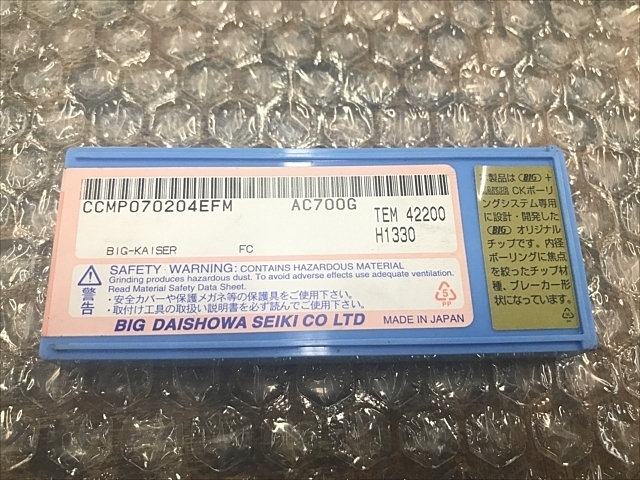 CCMP070204EFM AC700G
TEM 42200
H1330
BIG-KAISER FC
警告
SAFETY WARNING: CONTAINS HAZARDOUS MATERIAL
Grinding produces hazardous dust. To avoid adverse effects use adequate ventilation.
Read Material Safety Data Sheet.
・安全カバーや保護メガネ等の保護具をご使用下さい。
・取付け工具の取扱い説明書を必ず読んでご使用下さい。
BIG DAISHOWA SEIKI CO LTD MADE IN JAPAN
5
PP
製品は BIG +
CKボーリ
ングシステム専用
に設計・開発した
BIG オリジナル
チップです。内径
ボーリングに焦点
を絞ったチップ材
種、ブレーカー形
状になっています。